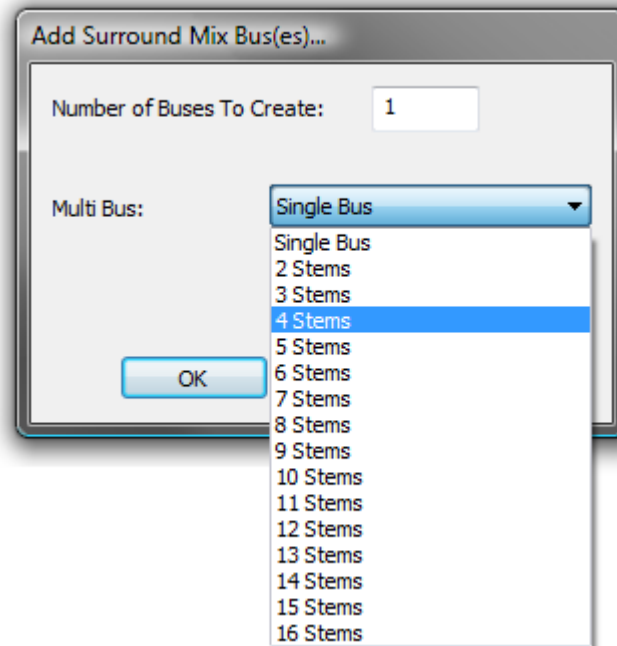 Add Surround Mix Bus(es)...
Number of Buses To Create: 1
Multi Bus: Single Bus
Single Bus
2 Stems
3 Stems
4 Stems
5 Stems
OK
6 Stems
7 Stems
8 Stems
9 Stems
10 Stems
11 Stems
12 Stems
13 Stems
14 Stems
15 Stems
16 Stems